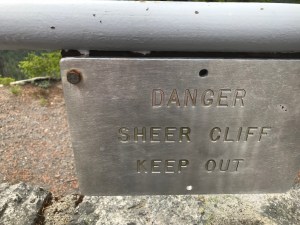 DANGER
SHEER CLIFF
KEEP OUT